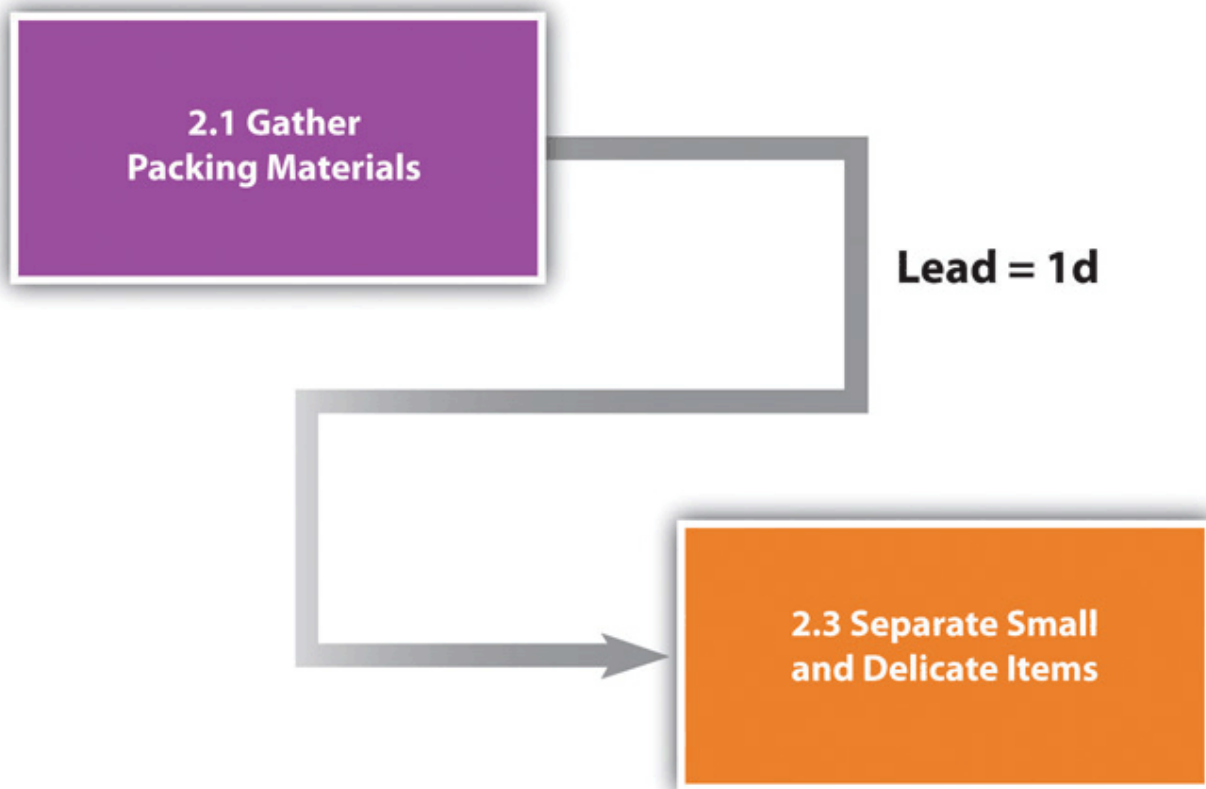 2.1 Gather
Packing Materials
Lead = 1d
2.3 Separate Small
and Delicate Items